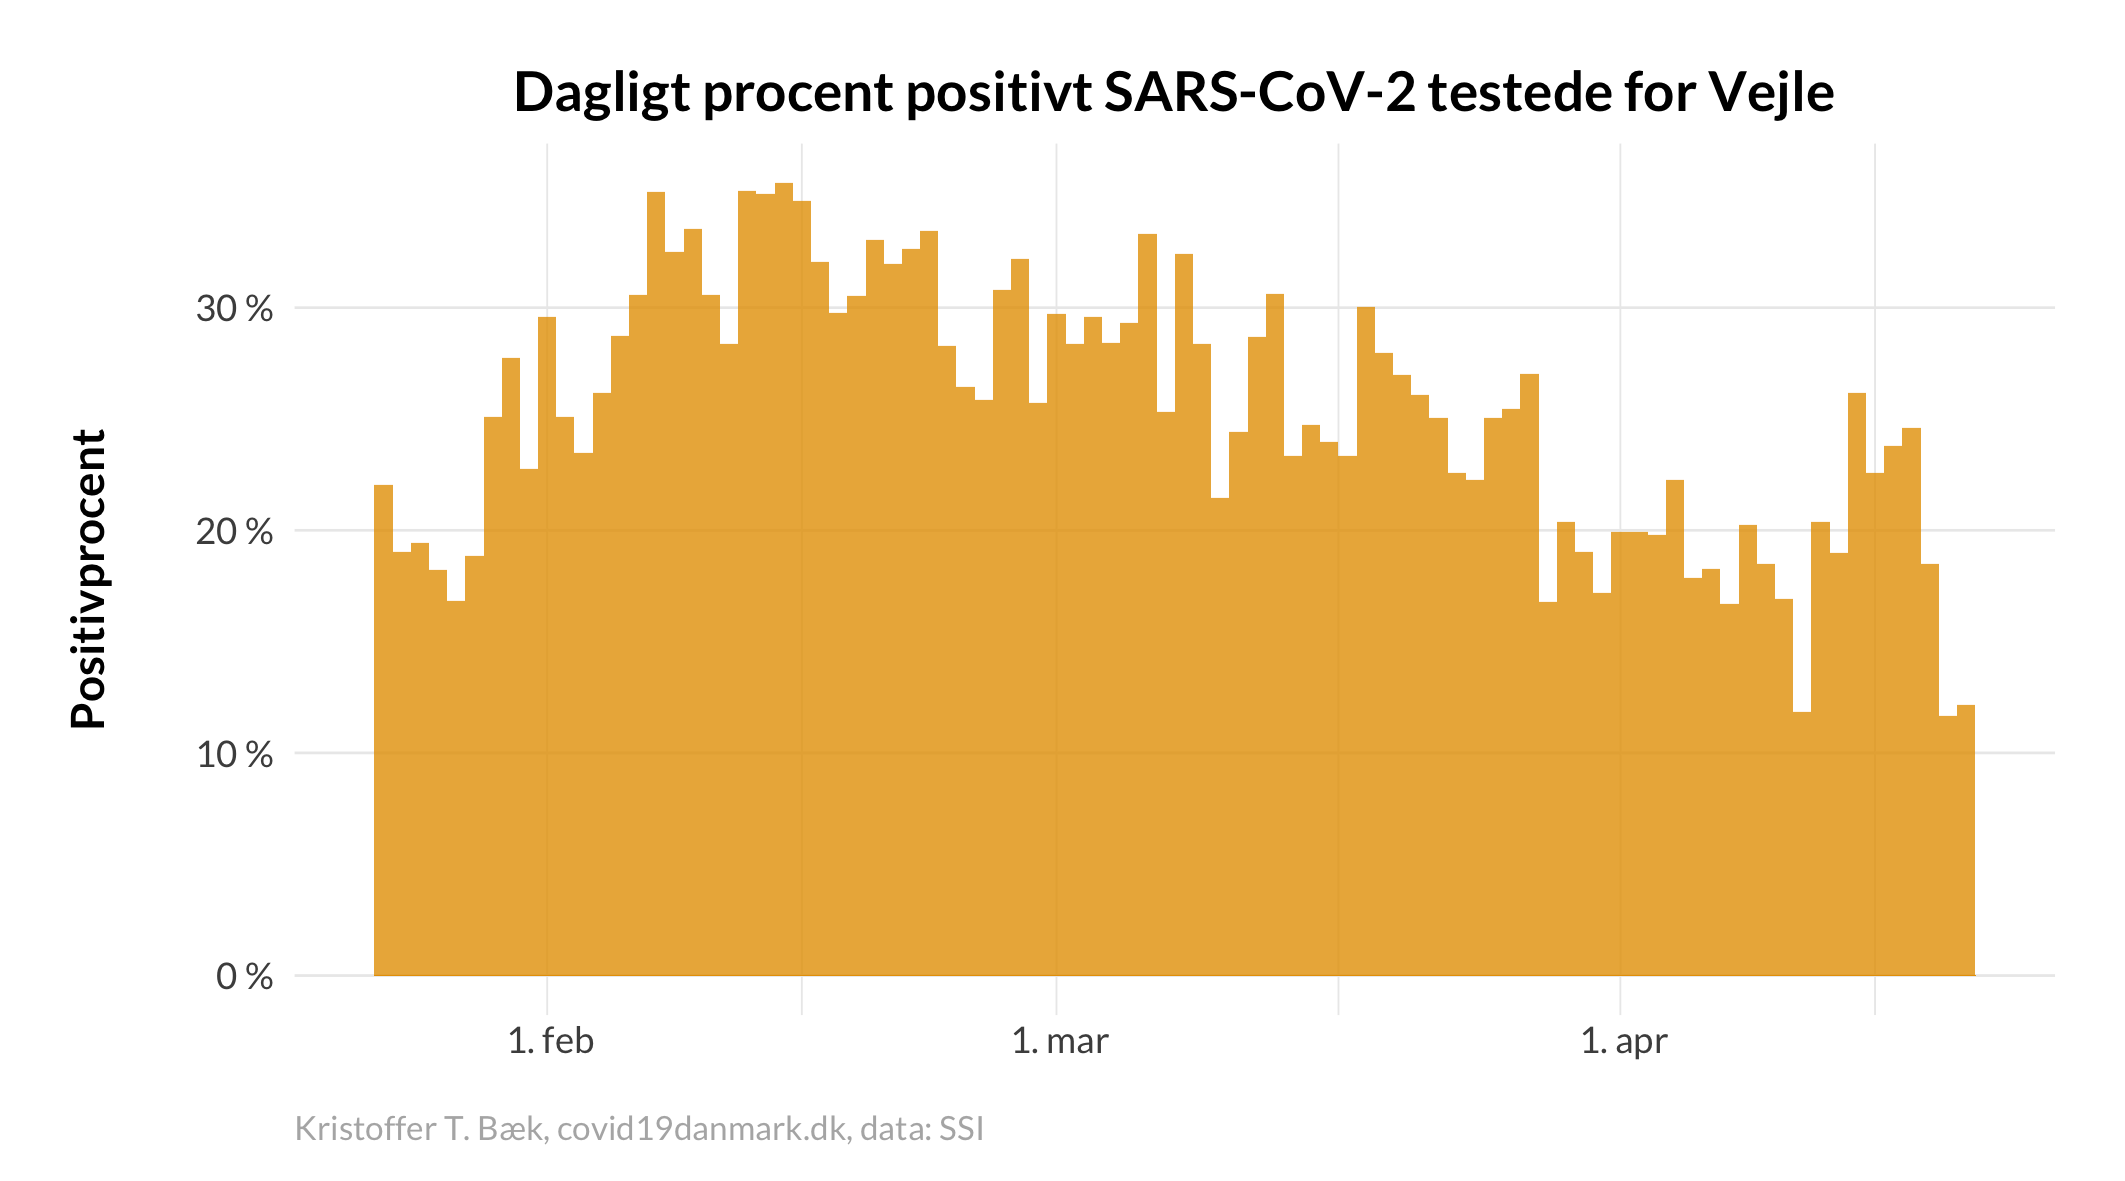 Dagligt procent positivt SARS-CoV-2 testede for Vejle
Positivprocent
30 %
20 %
10 %
0 %
1. feb
1. mar
1. apr
Kristoffer T. Bæk, covid19danmark.dk, data: SSI